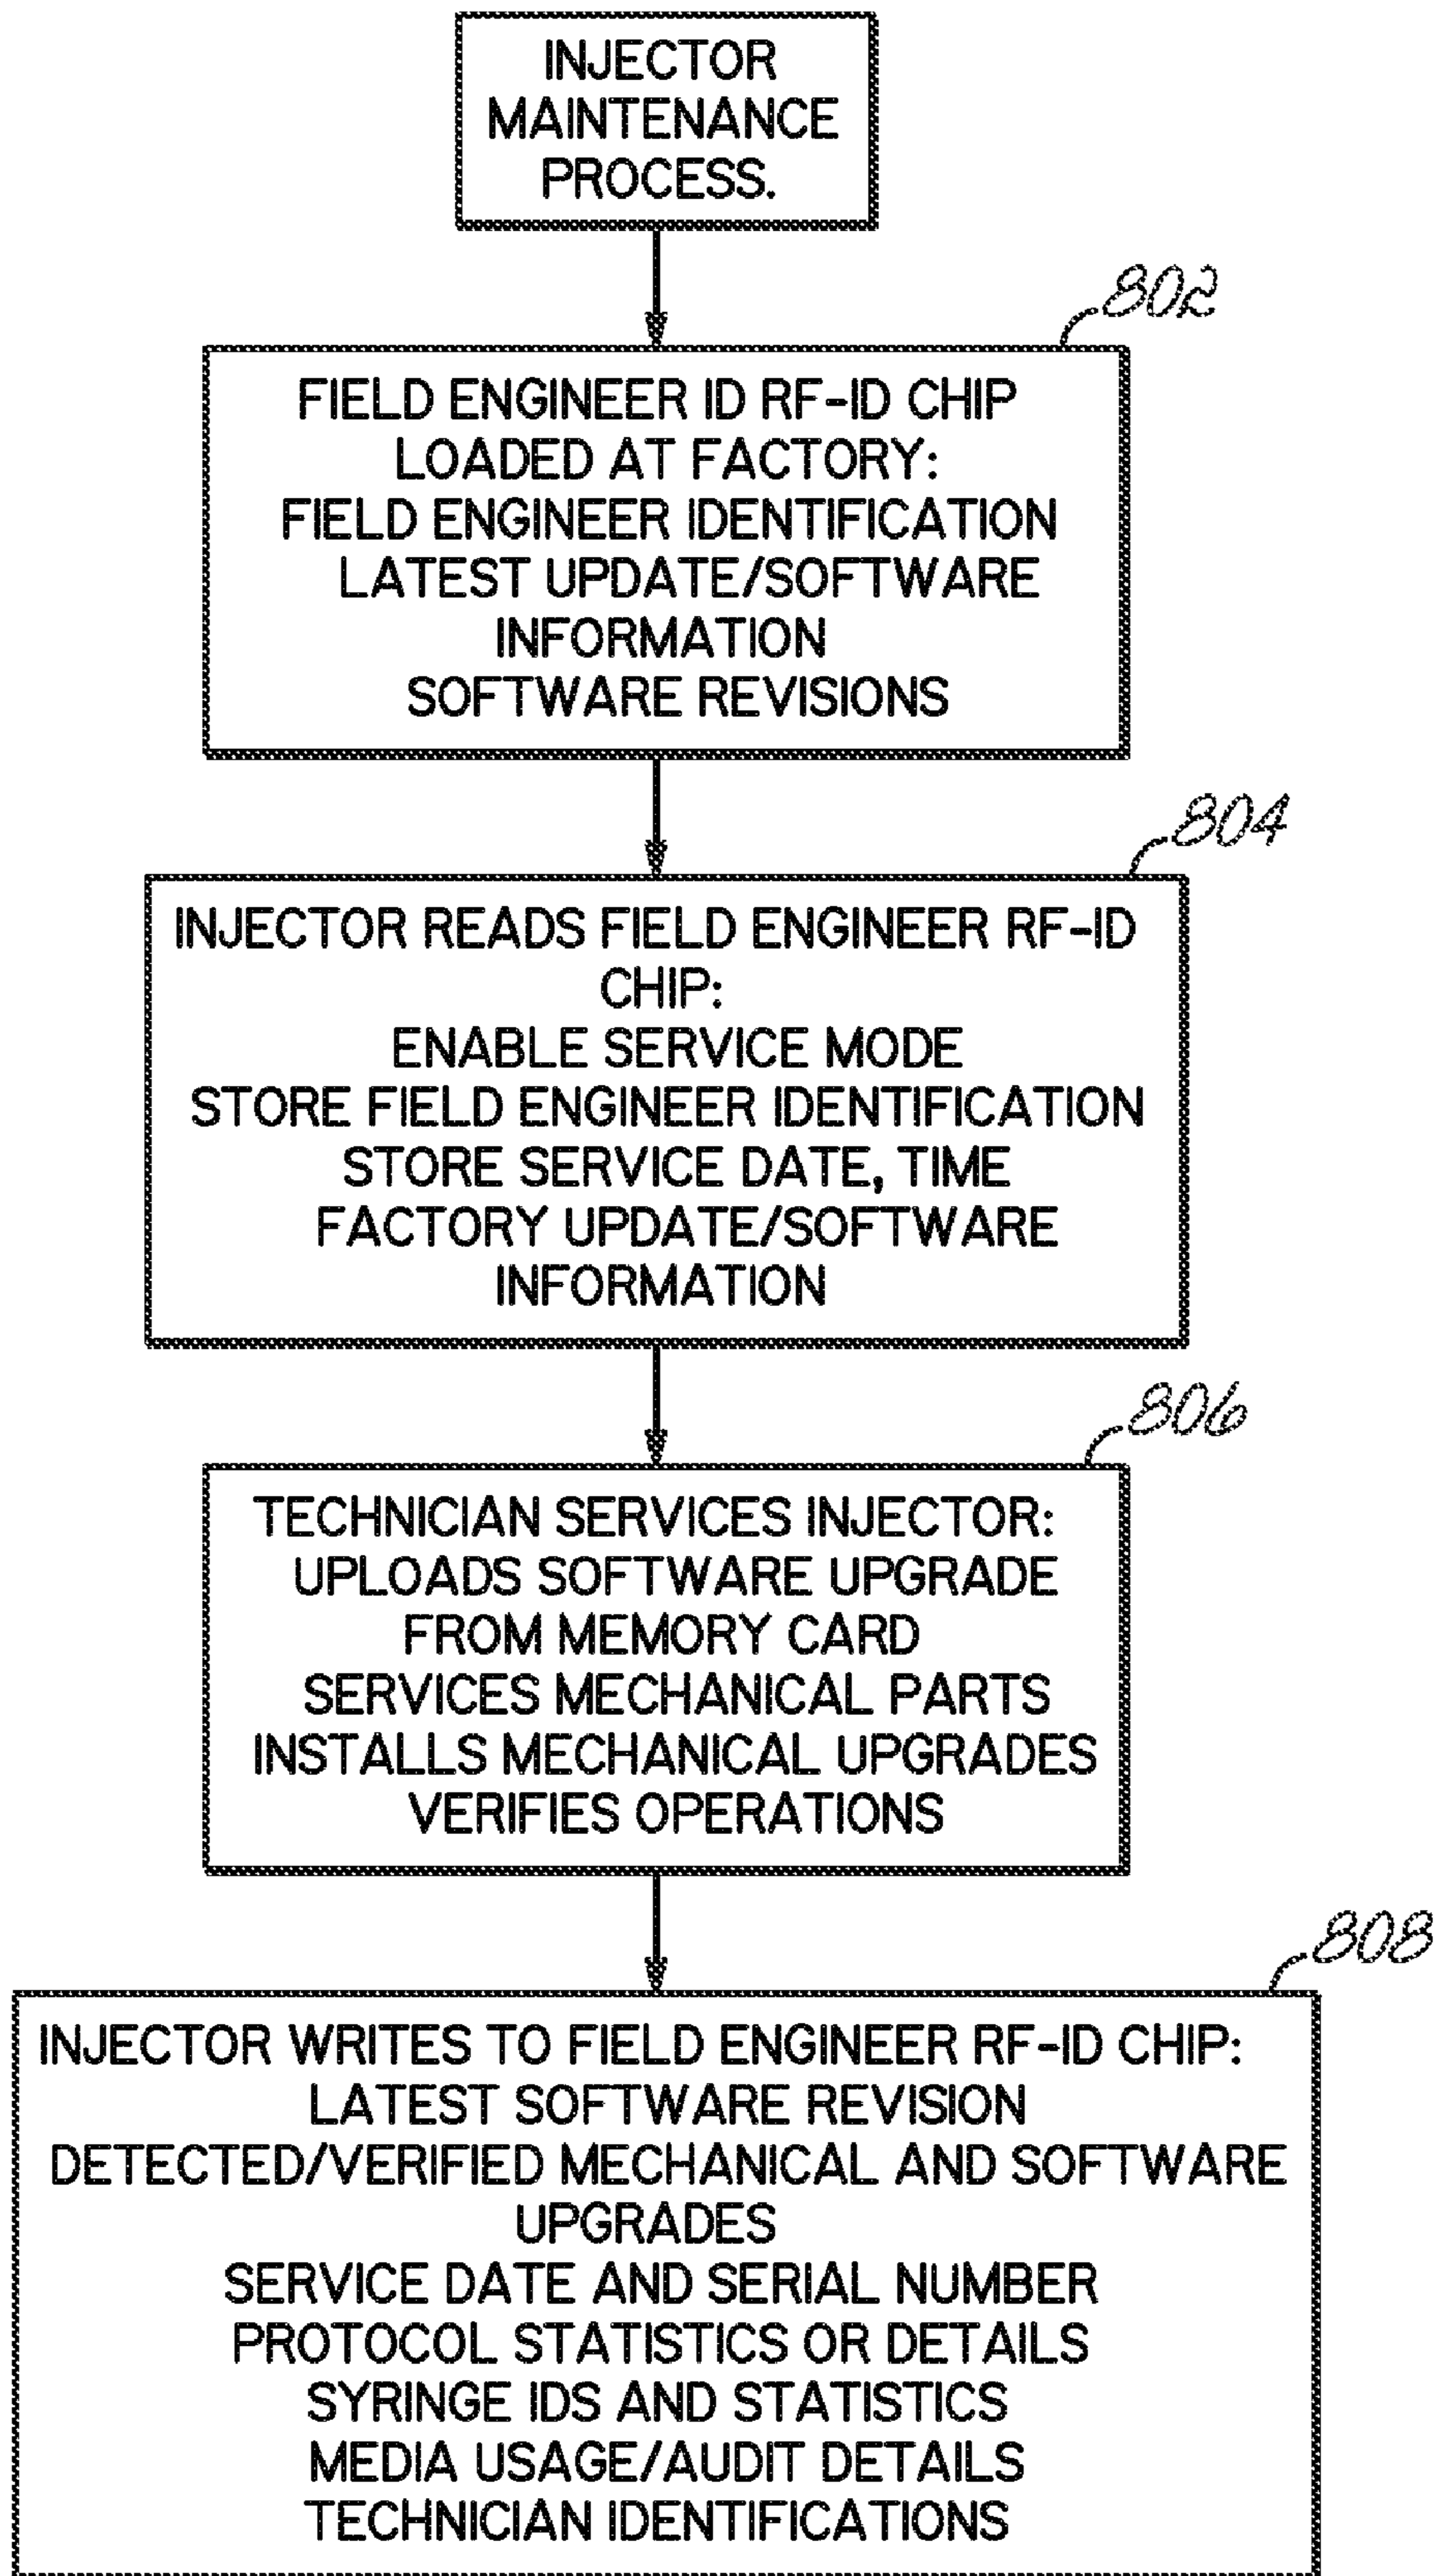 INJECTOR
MAINTENANCE
PROCESS.
802
FIELD ENGINEER ID RF-ID CHIP
LOADED AT FACTORY:
FIELD ENGINEER IDENTIFICATION
LATEST UPDATE/SOFTWARE
INFORMATION
SOFTWARE REVISIONS
804
INJECTOR READS FIELD ENGINEER RF-ID
CHIP:
ENABLE SERVICE MODE
STORE FIELD ENGINEER IDENTIFICATION
STORE SERVICE DATE, TIME
FACTORY UPDATE/SOFTWARE
INFORMATION
806
TECHNICIAN SERVICES INJECTOR:
UPLOADS SOFTWARE UPGRADE
FROM MEMORY CARD
SERVICES MECHANICAL PARTS
INSTALLS MECHANICAL UPGRADES
VERIFIES OPERATIONS
808
INJECTOR WRITES TO FIELD ENGINEER RF-ID CHIP:
LATEST SOFTWARE REVISION
DETECTED/VERIFIED MECHANICAL AND SOFTWARE
UPGRADES
SERVICE DATE AND SERIAL NUMBER
PROTOCOL STATISTICS OR DETAILS
SYRINGE IDS AND STATISTICS
MEDIA USAGE/AUDIT DETAILS
TECHNICIAN IDENTIFICATIONS